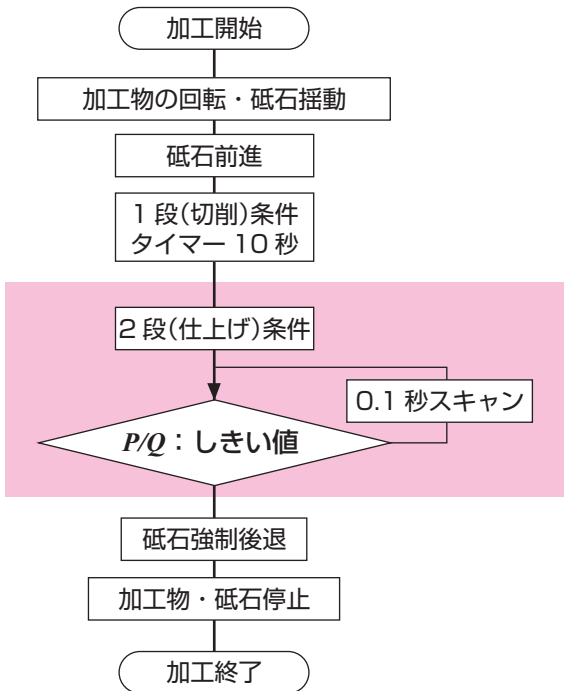 加工開始
加工物の回転・砥石揺動
砥石前進
1段(切削)条件
タイマー10秒
2段(仕上げ)条件
0.1秒スキャン
P/Q：しきい値
砥石強制後退
加工物・砥石停止
加工終了